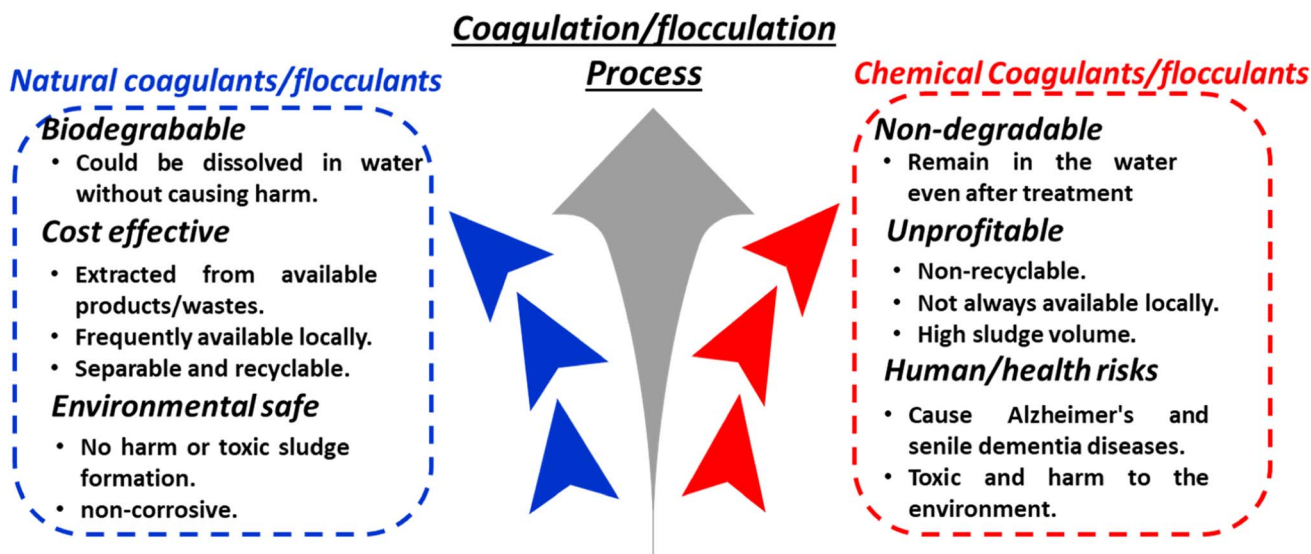 Coagulation/flocculation
Process
Natural coagulants/flocculants
Biodegrabable
• Could be dissolved in water
without causing harm.
Cost effective
• Extracted from available
products/wastes.
• Frequently available locally.
• Separable and recyclable.
Environmental safe
• No harm or toxic sludge
formation.
• non-corrosive.
Chemical Coagulants/flocculants
Non-degradable
• Remain in the water
even after treatment
Unprofitable
• Non-recyclable.
• Not always available locally.
• High sludge volume.
Human/health risks
• Cause Alzheimer's and
senile dementia diseases.
• Toxic and harm to the
environment.